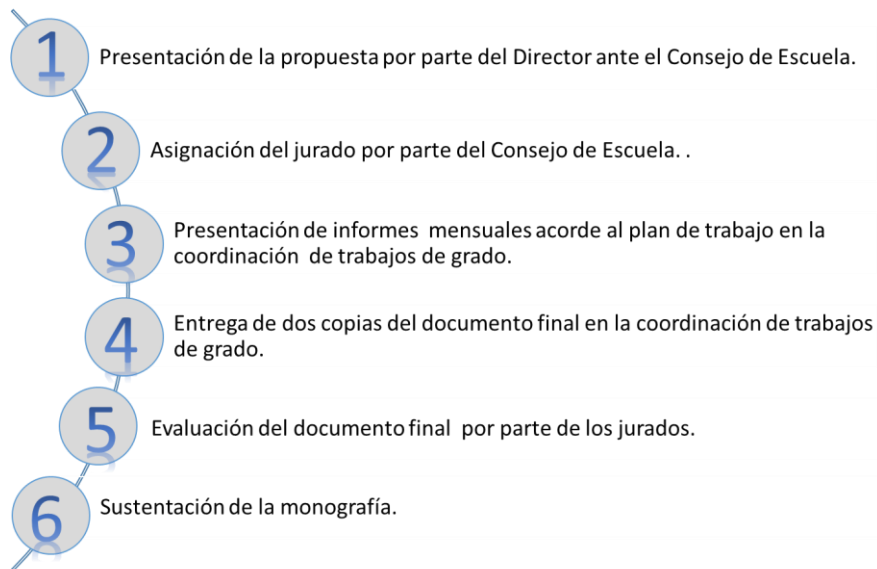 1
Presentación de la propuesta por parte del Director ante el Consejo de Escuela.
2
Asignación del jurado por parte del Consejo de Escuela. .
3
Presentación de informes mensuales acorde al plan de trabajo en la
coordinación de trabajos de grado.
4
Entrega de dos copias del documento final en la coordinación de trabajos
de grado.
5
Evaluación del documento final por parte de los jurados.
6
Sustentación de la monografía.